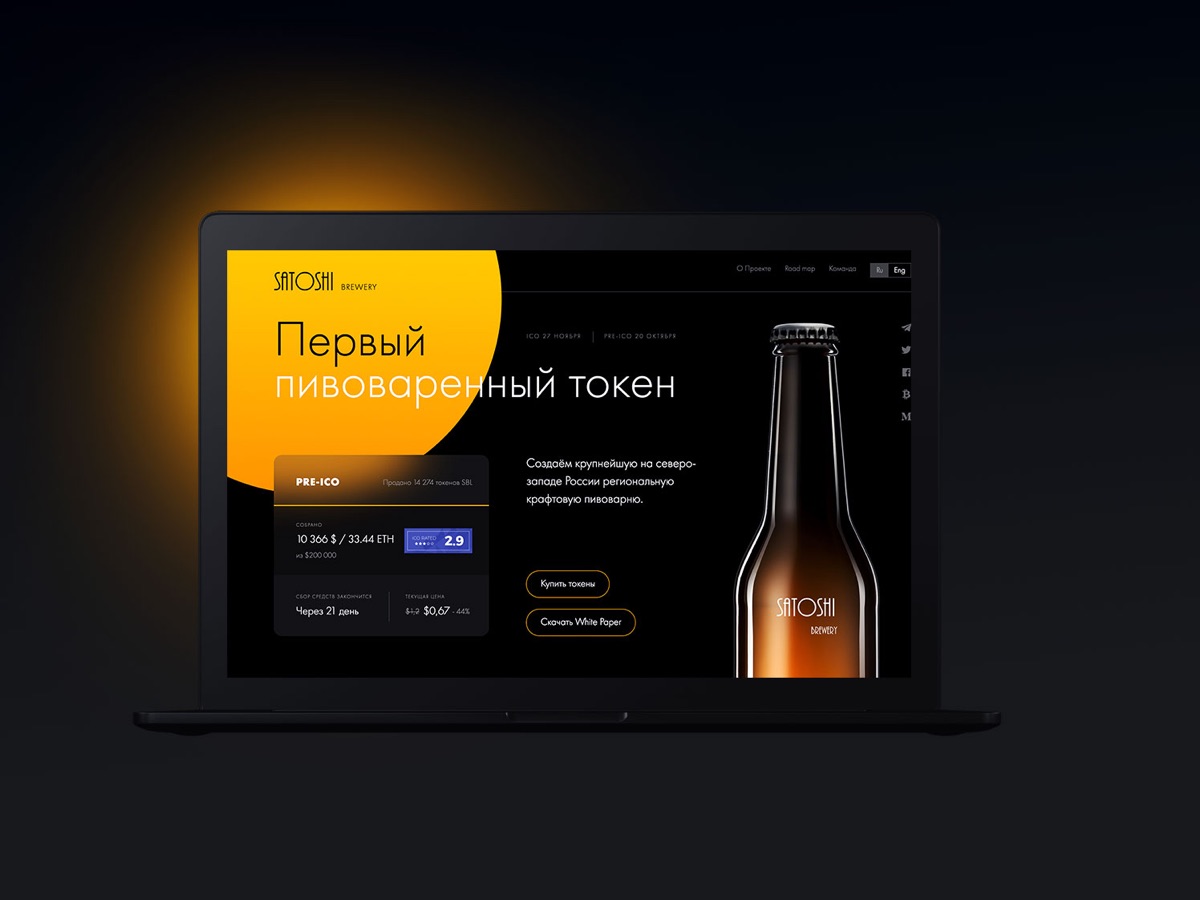 SATOSHI BREWERY
О Проекте Road map Команда Ru Eng
Первый
пивоваренный токен
ICO 27 НОЯБРЯ PRE-ICO 20 ОКТЯБРЯ
PRE-ICO Продано 14 274 токенов SBL
СОБРАНО
10 366 $ / 33.44 ETH
из $200 000
ICO RATED
2.9
СБОР СРЕДСТВ ЗАКОНЧИТСЯ
Через 21 день
ТЕКУЩАЯ ЦЕНА
$1,2 $0,67 - 44%
Создаём крупнейшую на северо-
западе России региональную
крафтовую пивоварню.
Купить токены
Скачать White Paper
SATOSHI
BREWERY